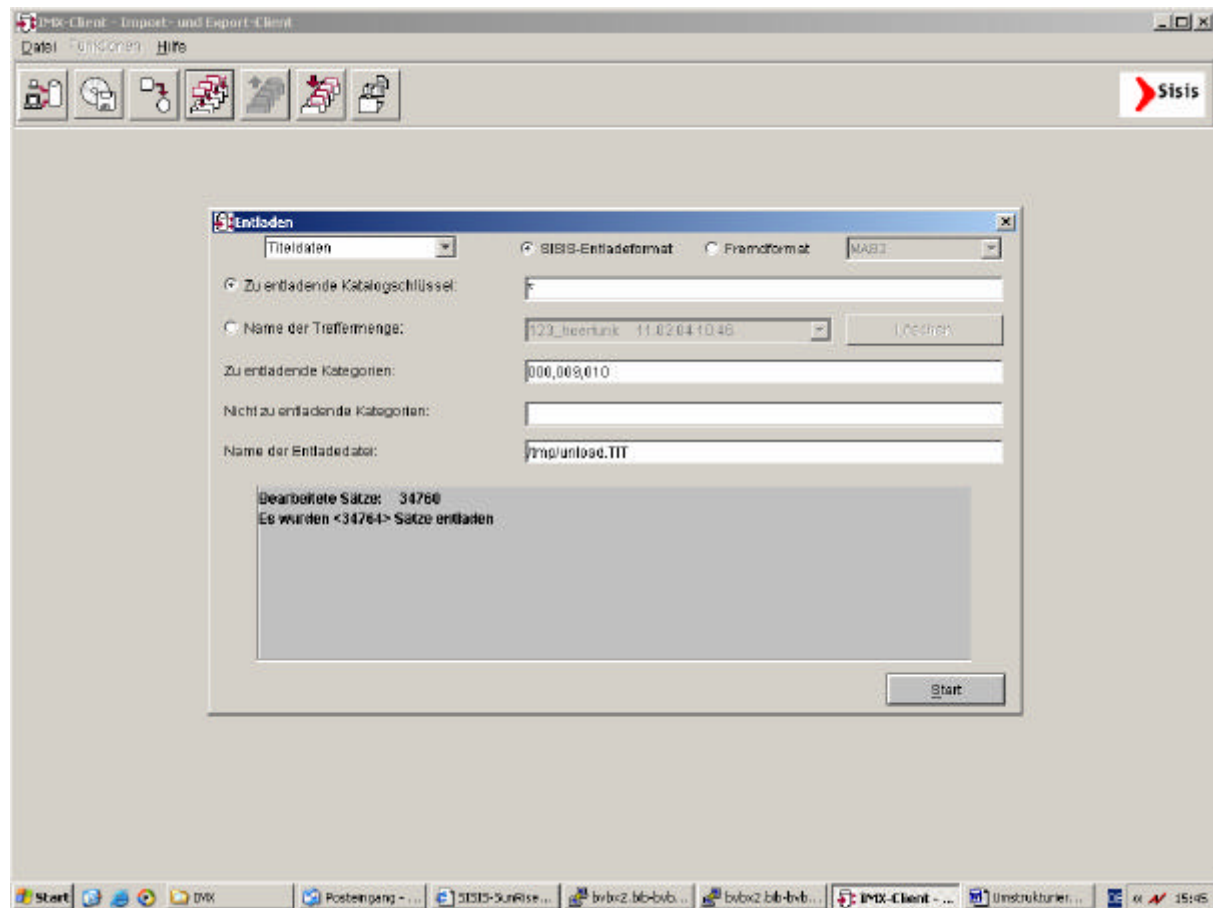 IMX-Client - Import- und Export-Client
Datei Funktionen Hilfe
Sisis
Entladen
Titeldaten SISIS-Entladeformat Fremdformat MAB2
Zu entladende Katalogschlüssel: *
Name der Treffermenge: 11.02.04 10:46 Löschen
Zu entladende Kategorien: 000,009,010
Nicht zu entladende Kategorien:
Name der Entladedatei: /tmp/unload.TIT
Bearbeitete Sätze: 34760
Es wurden <34764> Sätze entladen
Start
Start IMX Posteingang - ... SISIS-SunRise... bvbx2.bib-bvb... bvbx2.bib-bvb... IMX-Client - ... Umstrukturier... DE « 15:45